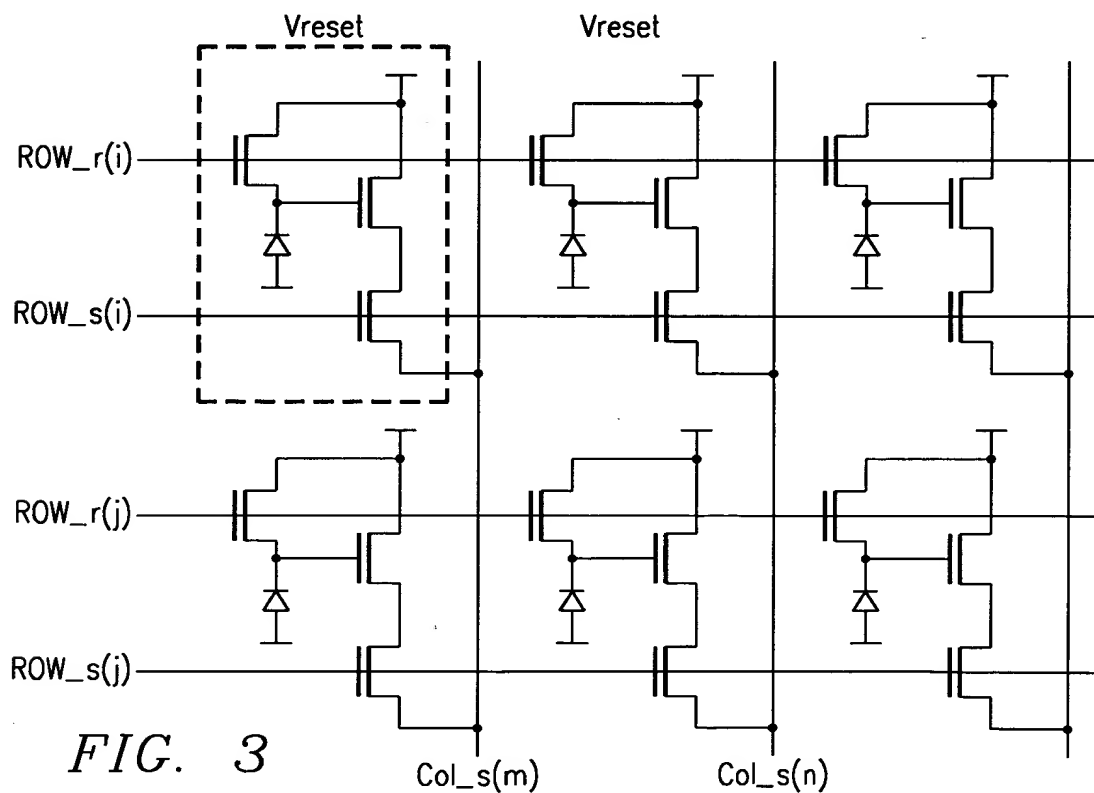 Vreset Vreset
ROW_r(i)
ROW_s(i)
ROW_r(j)
ROW_s(j)
FIG. 3
Col_s(m) Col_s(n)